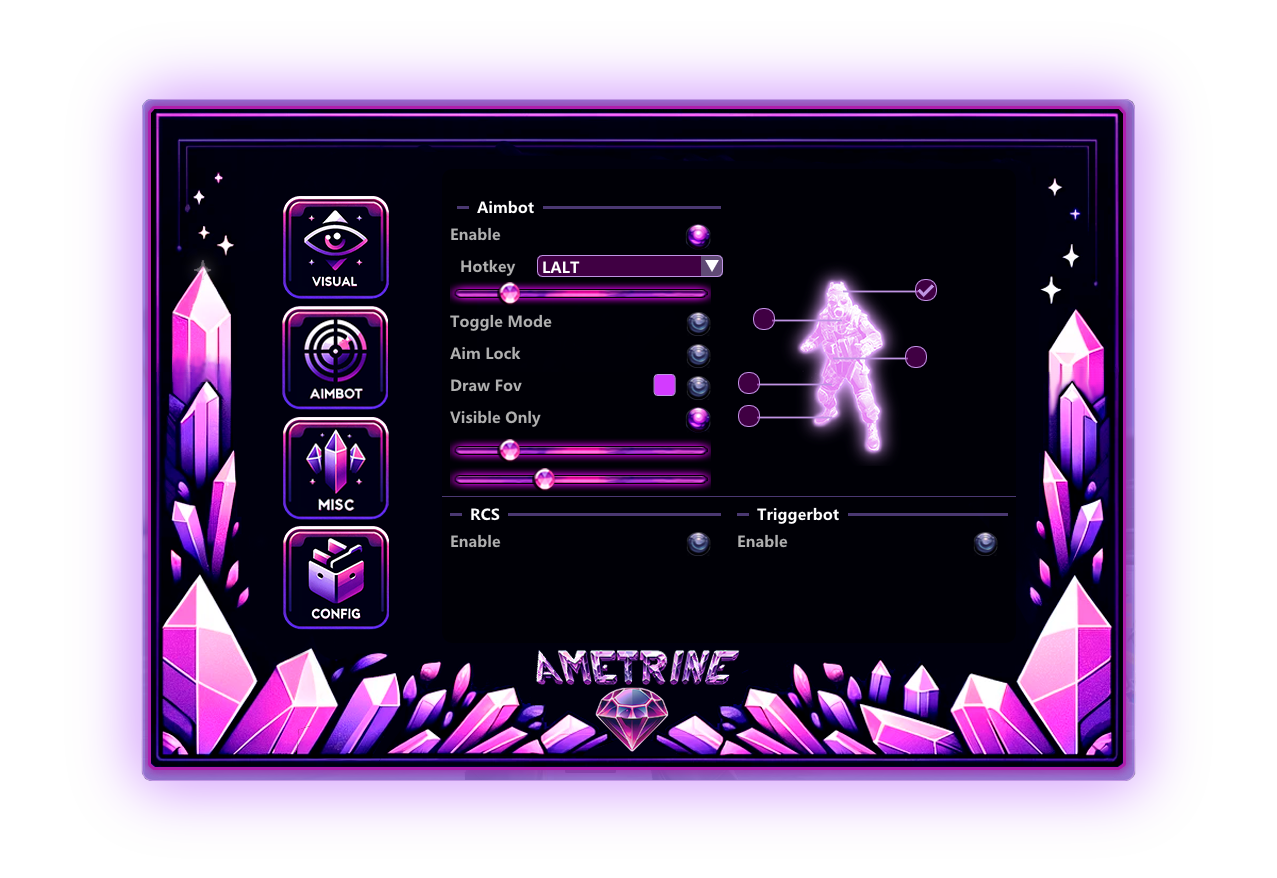 VISUAL
AIMBOT
MISC
CONFIG
Aimbot
Enable
Hotkey LALT
Toggle Mode
Aim Lock
Draw Fov
Visible Only
RCS
Enable
Triggerbot
Enable
AMETRINE